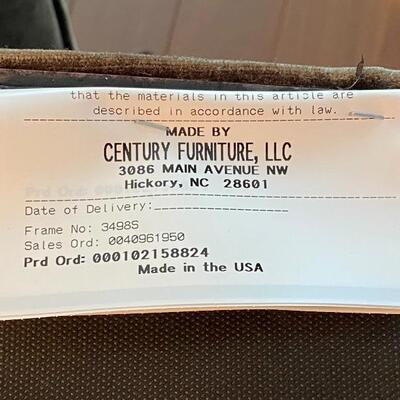 that the materials in this article are
described in accordance with law.
MADE BY
CENTURY FURNITURE, LLC
3086 MAIN AVENUE NW
Hickory, NC 28601
Date of Delivery:
Frame No: 3498S
Sales Ord: 0040961950
Prd Ord: 000102158824
Made in the USA